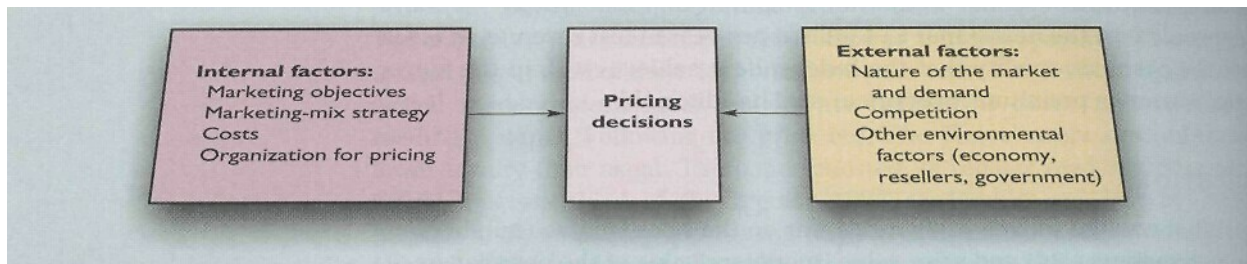 Internal factors:
Marketing objectives
Marketing-mix strategy
Costs
Organization for pricing
Pricing
decisions
External factors:
Nature of the market
and demand
Competition
Other environmental
factors (economy,
resellers, government)